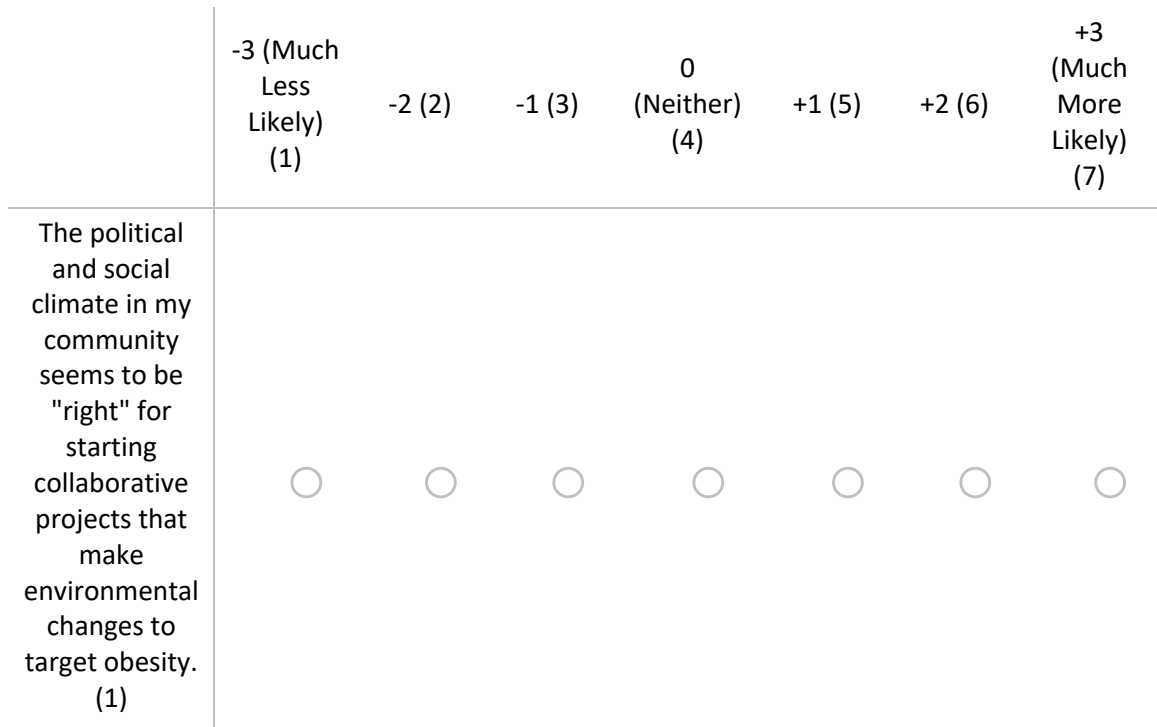 -3 (Much
Less
Likely)
(1)
-2 (2)
-1 (3)
0
(Neither)
(4)
+1 (5)
+2 (6)
+3
(Much
More
Likely)
(7)
The political
and social
climate in my
community
seems to be
"right" for
starting
collaborative
projects that
make
environmental
changes to
target obesity.
(1)